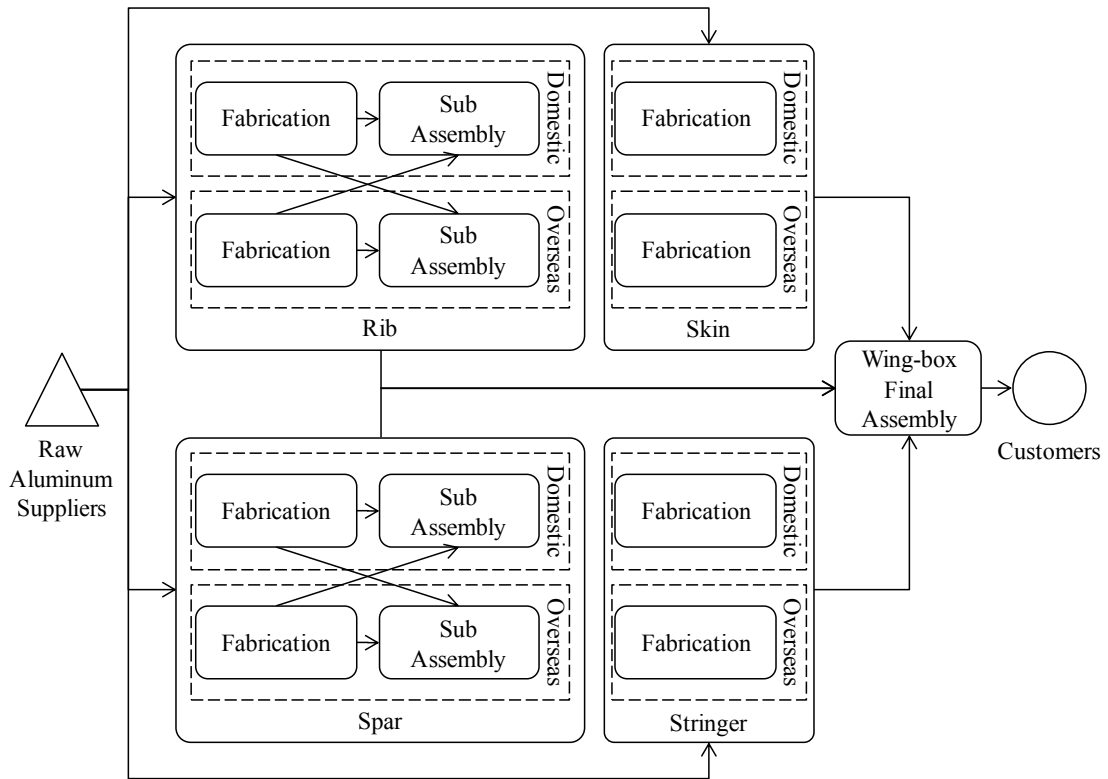 Fabrication
Sub
Assembly
Domestic
Fabrication
Sub
Assembly
Overseas
Rib
Fabrication
Domestic
Fabrication
Overseas
Skin
Raw
Aluminum
Suppliers
Wing-box
Final
Assembly
Customers
Fabrication
Sub
Assembly
Domestic
Fabrication
Sub
Assembly
Overseas
Spar
Fabrication
Domestic
Fabrication
Overseas
Stringer